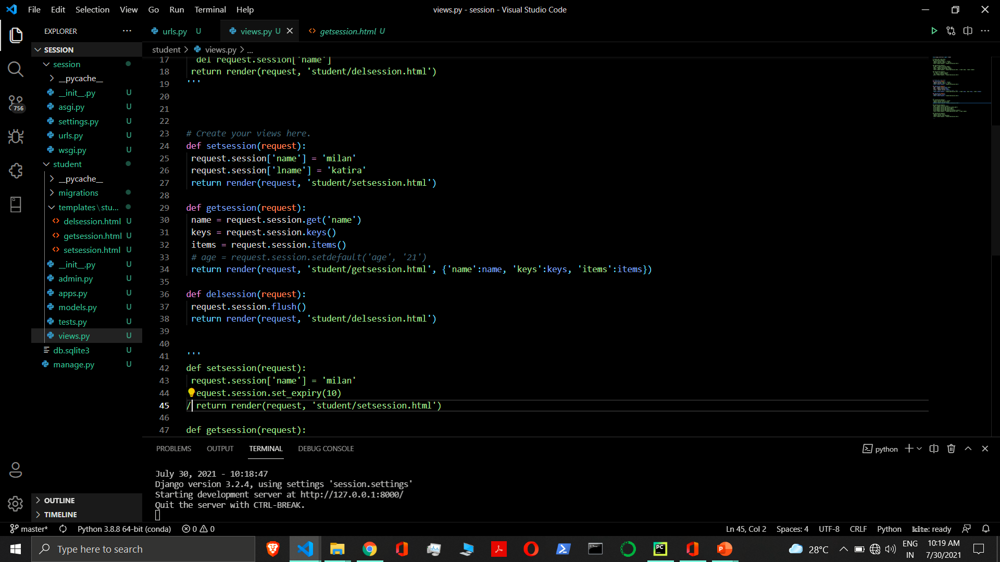 File Edit Selection View Go Run Terminal Help
views.py - session - Visual Studio Code
EXPLORER
urls.py U
views.py U
getsession.html U
SESSION
student > views.py > ...
session
__pycache__
__init__.py U
asgi.py U
settings.py U
urls.py U
wsgi.py U
student
__pycache__
migrations
templates\stu...
delsession.html U
getsession.html U
setsession.html U
__init__.py U
admin.py U
apps.py U
models.py U
tests.py U
views.py U
db.sqlite3 U
manage.py U
OUTLINE
TIMELINE
756
17 del request.session['name']
18 return render(request, 'student/delsession.html')
19 '''
20
21
22
23 # Create your views here.
24 def setsession(request):
25 request.session['name'] = 'milan'
26 request.session['lname'] = 'katira'
27 return render(request, 'student/setsession.html')
28
29 def getsession(request):
30 name = request.session.get('name')
31 keys = request.session.keys()
32 items = request.session.items()
33 # age = request.session.setdefault('age', '21')
34 return render(request, 'student/getsession.html', {'name':name, 'keys':keys, 'items':items})
35
36 def delsession(request):
37 request.session.flush()
38 return render(request, 'student/delsession.html')
39
40
41 '''
42 def setsession(request):
43 request.session['name'] = 'milan'
44 equest.session.set_expiry(10)
45 / return render(request, 'student/setsession.html')
46
47 def getsession(request):
PROBLEMS OUTPUT TERMINAL DEBUG CONSOLE
python
July 30, 2021 - 10:18:47
Django version 3.2.4, using settings 'session.settings'
Starting development server at http://127.0.0.1:8000/
Quit the server with CTRL-BREAK.
master* Python 3.8.8 64-bit (conda) 0 0
Ln 45, Col 2 Spaces: 4 UTF-8 CRLF Python kite: ready
Type here to search
PC
28°C
ENG
IN
10:19 AM
7/30/2021